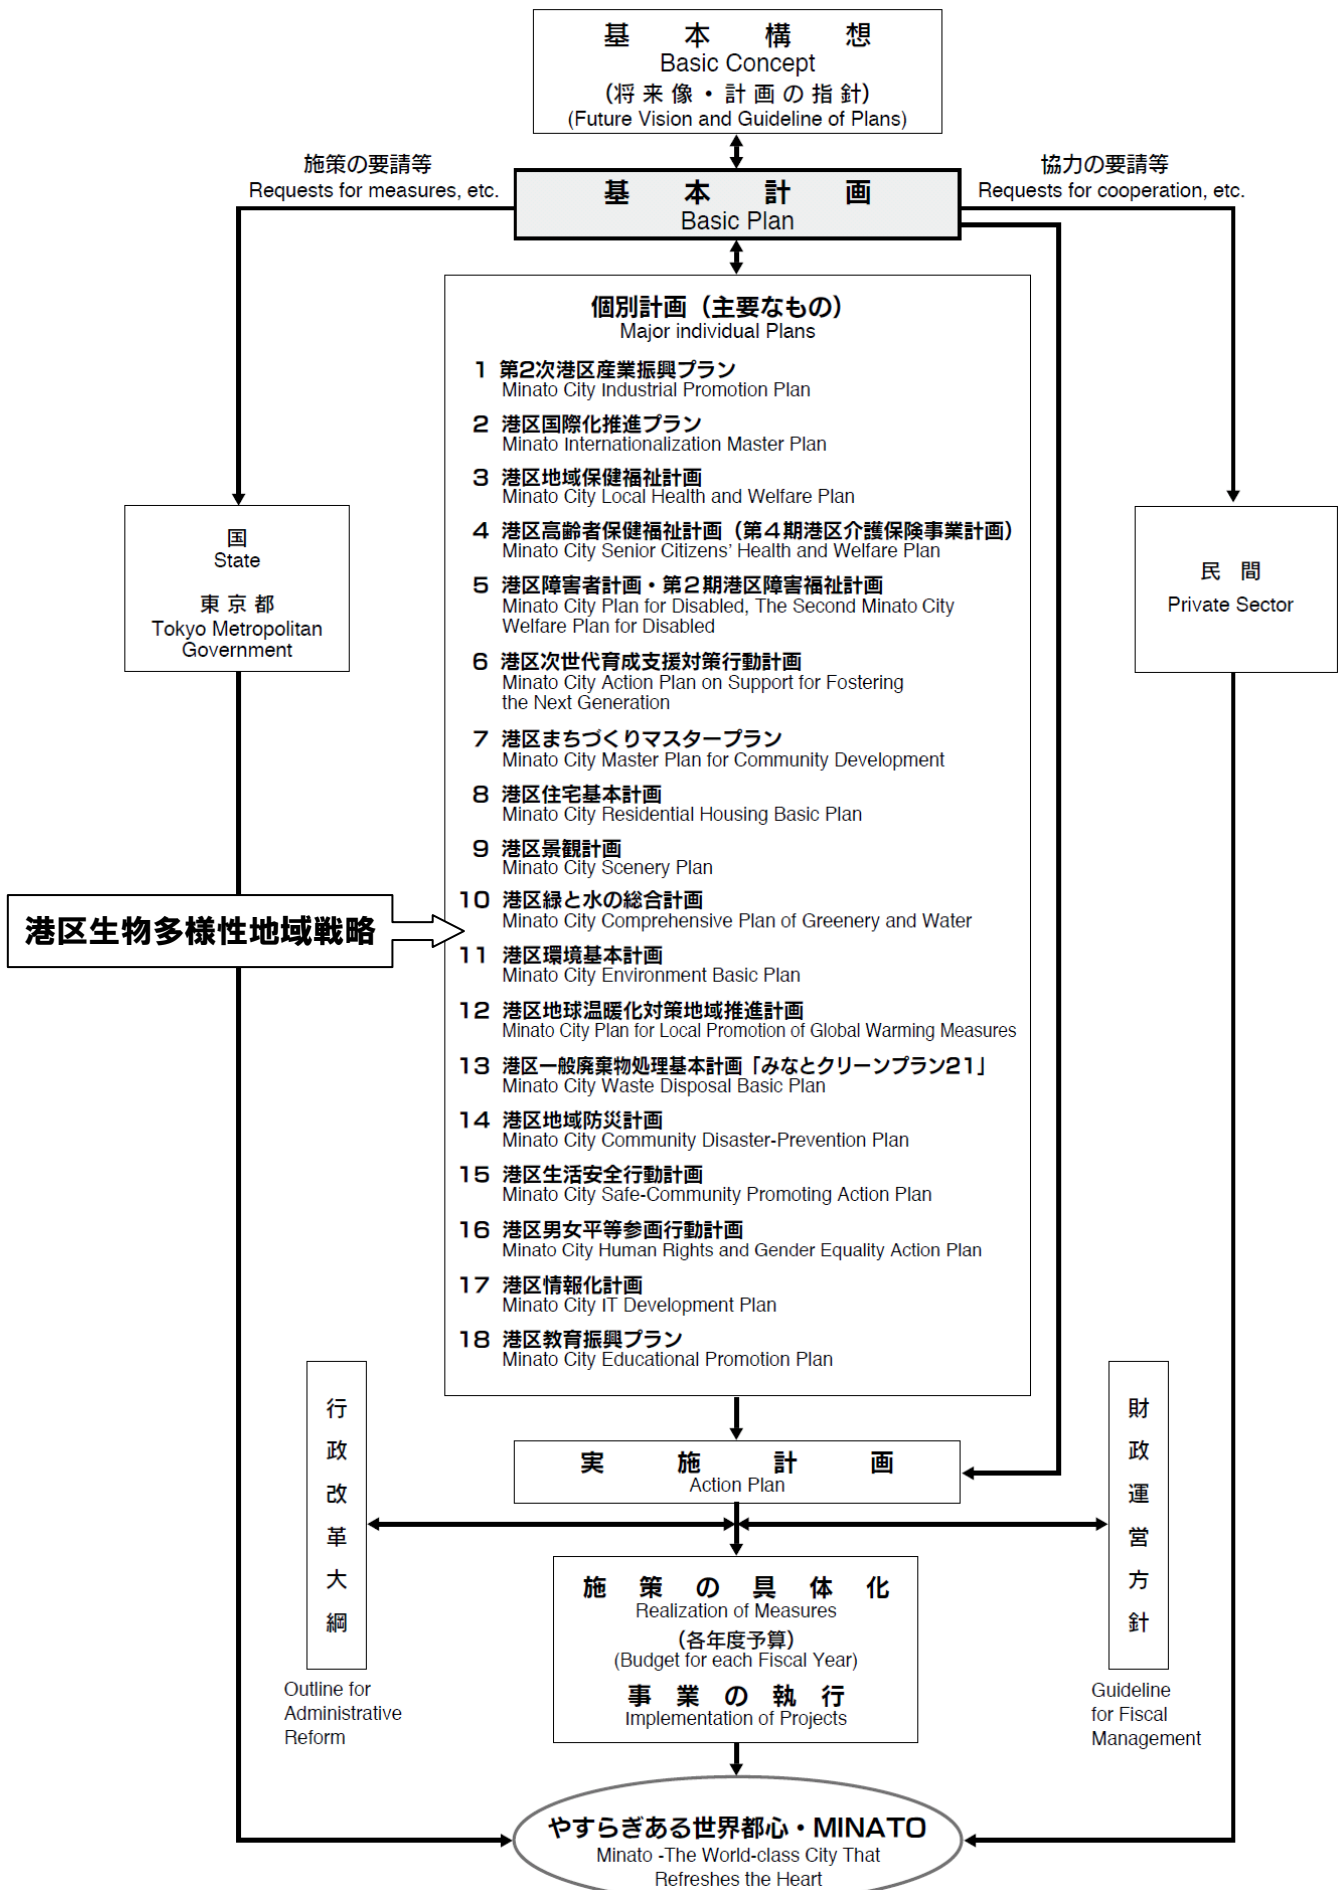 基本構想
Basic Concept
(将来像・計画の指針)
(Future Vision and Guideline of Plans)
施策の要請等
Requests for measures, etc.
基本計画
Basic Plan
協力の要請等
Requests for cooperation, etc.
個別計画（主要なもの）
Major individual Plans
1 第2次港区産業振興プラン
Minato City Industrial Promotion Plan
2 港区国際化推進プラン
Minato Internationalization Master Plan
3 港区地域保健福祉計画
Minato City Local Health and Welfare Plan
4 港区高齢者保健福祉計画（第４期港区介護保険事業計画）
Minato City Senior Citizens’ Health and Welfare Plan
5 港区障害者計画・第２期港区障害福祉計画
Minato City Plan for Disabled, The Second Minato City
Welfare Plan for Disabled
6 港区次世代育成支援対策行動計画
Minato City Action Plan on Support for Fostering
the Next Generation
7 港区まちづくりマスタープラン
Minato City Master Plan for Community Development
8 港区住宅基本計画
Minato City Residential Housing Basic Plan
9 港区景観計画
Minato City Scenery Plan
10 港区緑と水の総合計画
Minato City Comprehensive Plan of Greenery and Water
11 港区環境基本計画
Minato City Environment Basic Plan
12 港区地球温暖化対策地域推進計画
Minato City Plan for Local Promotion of Global Warming Measures
13 港区一般廃棄物処理基本計画「みなとクリーンプラン21」
Minato City Waste Disposal Basic Plan
14 港区地域防災計画
Minato City Community Disaster-Prevention Plan
15 港区生活安全行動計画
Minato City Safe-Community Promoting Action Plan
16 港区男女平等参画行動計画
Minato City Human Rights and Gender Equality Action Plan
17 港区情報化計画
Minato City IT Development Plan
18 港区教育振興プラン
Minato City Educational Promotion Plan
国
State
東京都
Tokyo Metropolitan
Government
民間
Private Sector
港区生物多様性地域戦略
行政改革大綱
Outline for
Administrative
Reform
実施計画
Action Plan
財政運営方針
Guideline
for Fiscal
Management
施策の具体化
Realization of Measures
（各年度予算）
(Budget for each Fiscal Year)
事業の執行
Implementation of Projects
やすらぎある世界都心・MINATO
Minato -The World-class City That
Refreshes the Heart